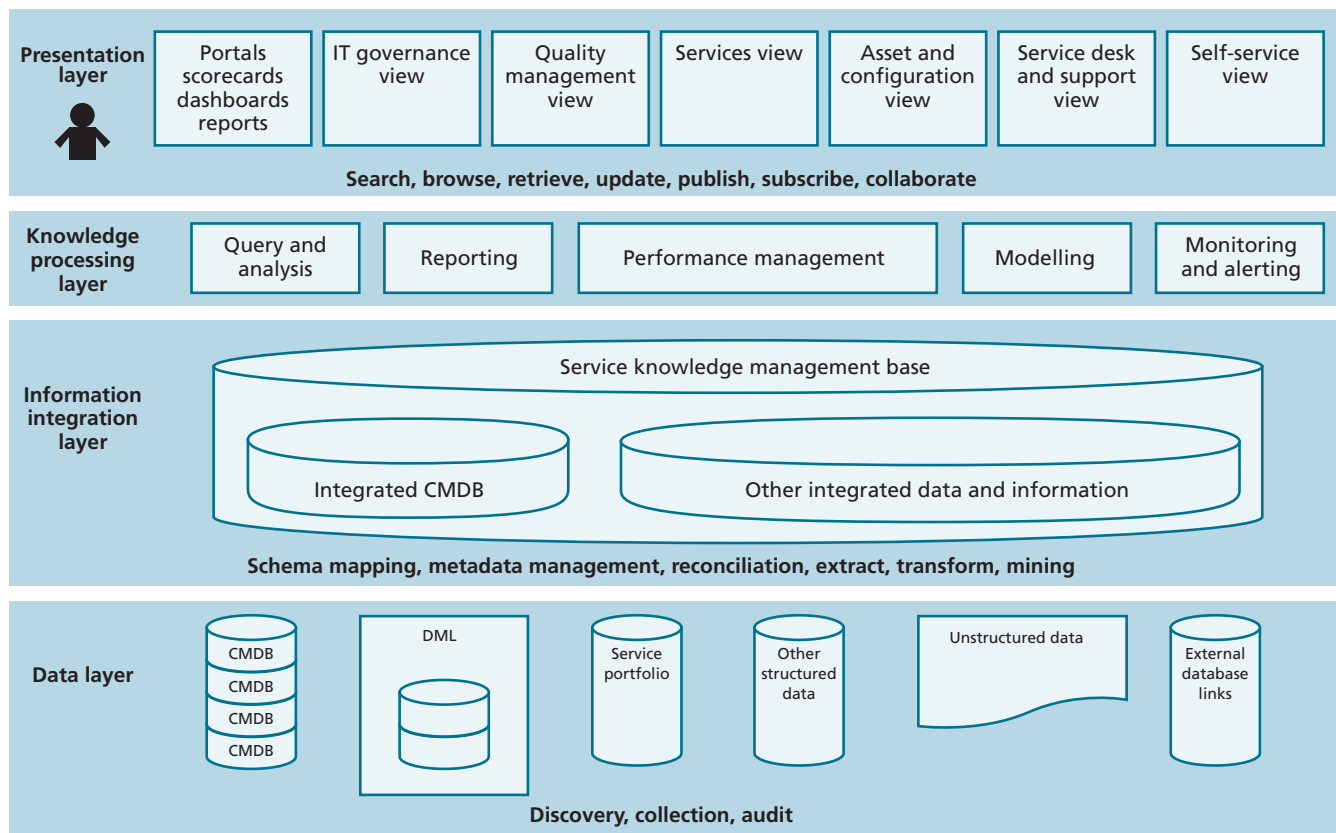 Presentation
layer
Portals
scorecards
dashboards
reports
IT governance
view
Quality
management
view
Services view
Asset and
configuration
view
Service desk
and support
view
Self-service
view
Search, browse, retrieve, update, publish, subscribe, collaborate
Knowledge
processing
layer
Query and
analysis
Reporting
Performance management
Modelling
Monitoring
and alerting
Information
integration
layer
Service knowledge management base
Integrated CMDB
Other integrated data and information
Schema mapping, metadata management, reconciliation, extract, transform, mining
Data layer
CMDB
CMDB
CMDB
CMDB
DML
Service
portfolio
Other
structured
data
Unstructured data
External
database
links
Discovery, collection, audit